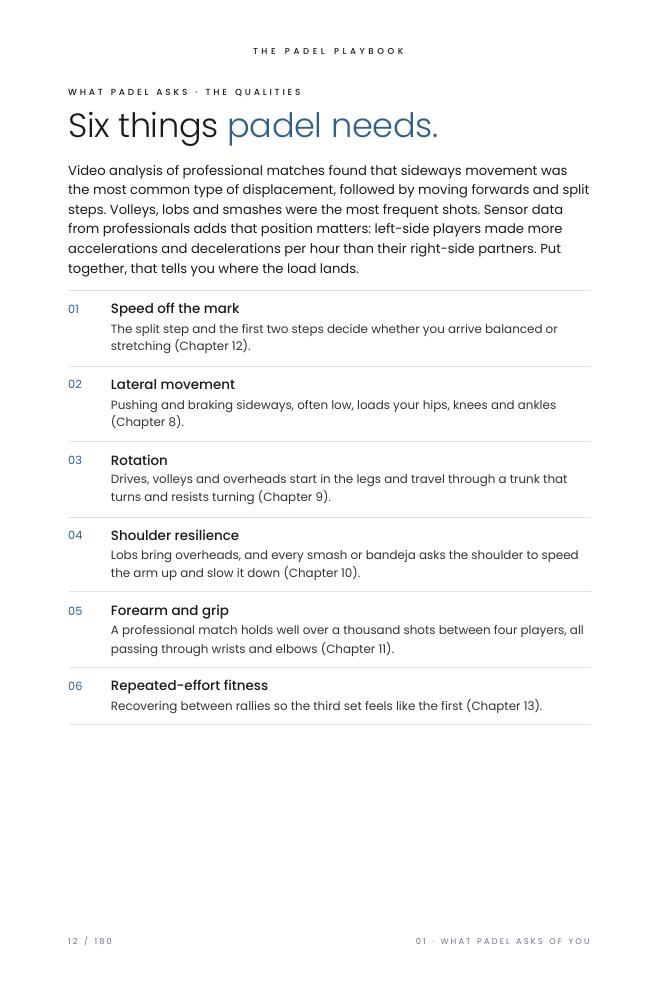 THE PADEL PLAYBOOK
WHAT PADEL ASKS · THE QUALITIES
Six things padel needs.
Video analysis of professional matches found that sideways movement was
the most common type of displacement, followed by moving forwards and split
steps. Volleys, lobs and smashes were the most frequent shots. Sensor data
from professionals adds that position matters: left-side players made more
accelerations and decelerations per hour than their right-side partners. Put
together, that tells you where the load lands.
01 Speed off the mark
The split step and the first two steps decide whether you arrive balanced or
stretching (Chapter 12).
02 Lateral movement
Pushing and braking sideways, often low, loads your hips, knees and ankles
(Chapter 8).
03 Rotation
Drives, volleys and overheads start in the legs and travel through a trunk that
turns and resists turning (Chapter 9).
04 Shoulder resilience
Lobs bring overheads, and every smash or bandeja asks the shoulder to speed
the arm up and slow it down (Chapter 10).
05 Forearm and grip
A professional match holds well over a thousand shots between four players, all
passing through wrists and elbows (Chapter 11).
06 Repeated-effort fitness
Recovering between rallies so the third set feels like the first (Chapter 13).
12 / 180
01 · WHAT PADEL ASKS OF YOU